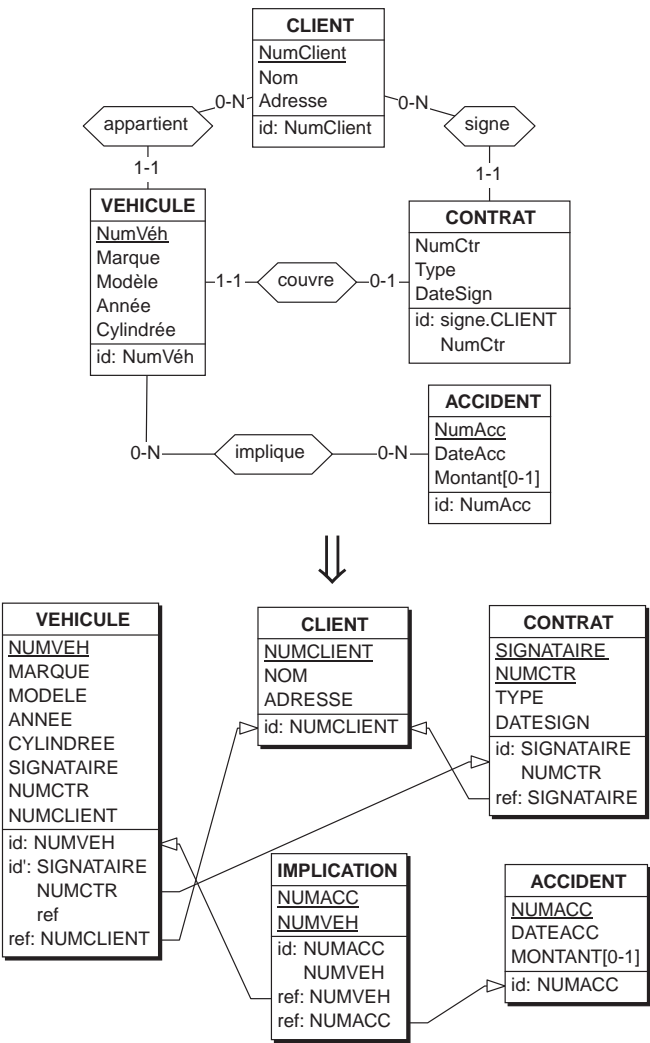 CLIENT
NumClient
Nom
Adresse
id: NumClient
0-N
0-N
appartient
signe
1-1
1-1
VEHICULE
NumVéh
Marque
Modèle
Année
Cylindrée
id: NumVéh
1-1
couvre
0-1
CONTRAT
NumCtr
Type
DateSign
id: signe.CLIENT
NumCtr
ACCIDENT
NumAcc
DateAcc
Montant[0-1]
id: NumAcc
0-N
implique
0-N
⇓
VEHICULE
NUMVEH
MARQUE
MODELE
ANNEE
CYLINDREE
SIGNATAIRE
NUMCTR
NUMCLIENT
id: NUMVEH
id': SIGNATAIRE
NUMCTR
ref
ref: NUMCLIENT
CLIENT
NUMCLIENT
NOM
ADRESSE
id: NUMCLIENT
CONTRAT
SIGNATAIRE
NUMCTR
TYPE
DATESIGN
id: SIGNATAIRE
NUMCTR
ref: SIGNATAIRE
IMPLICATION
NUMACC
NUMVEH
id: NUMACC
NUMVEH
ref: NUMVEH
ref: NUMACC
ACCIDENT
NUMACC
DATEACC
MONTANT[0-1]
id: NUMACC